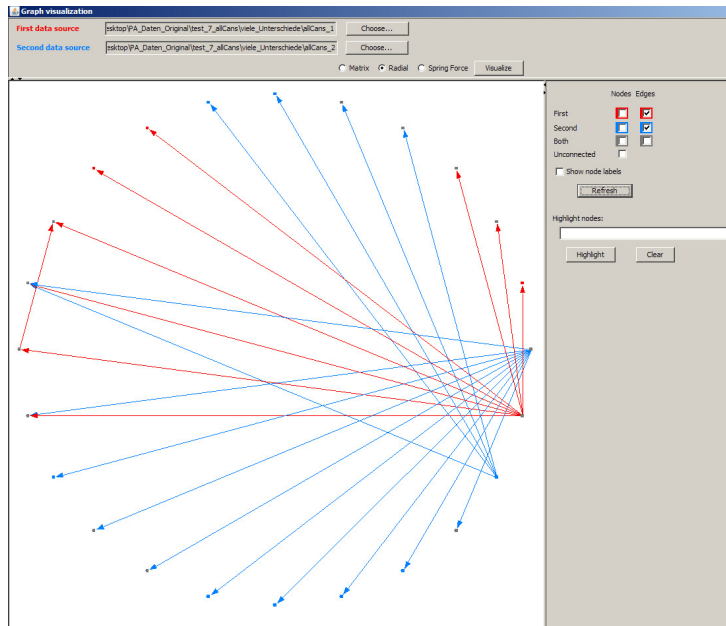 Graph visualization
First data source esktop\PA_Daten_Original\test_7_allCans\viele_Unterschiede\allCans_1 Choose...
Second data source esktop\PA_Daten_Original\test_7_allCans\viele_Unterschiede\allCans_2 Choose...
Matrix Radial Spring Force Visualize
Nodes Edges
First
Second
Both
Unconnected
Show node labels
Refresh
Highlight nodes:
Highlight Clear